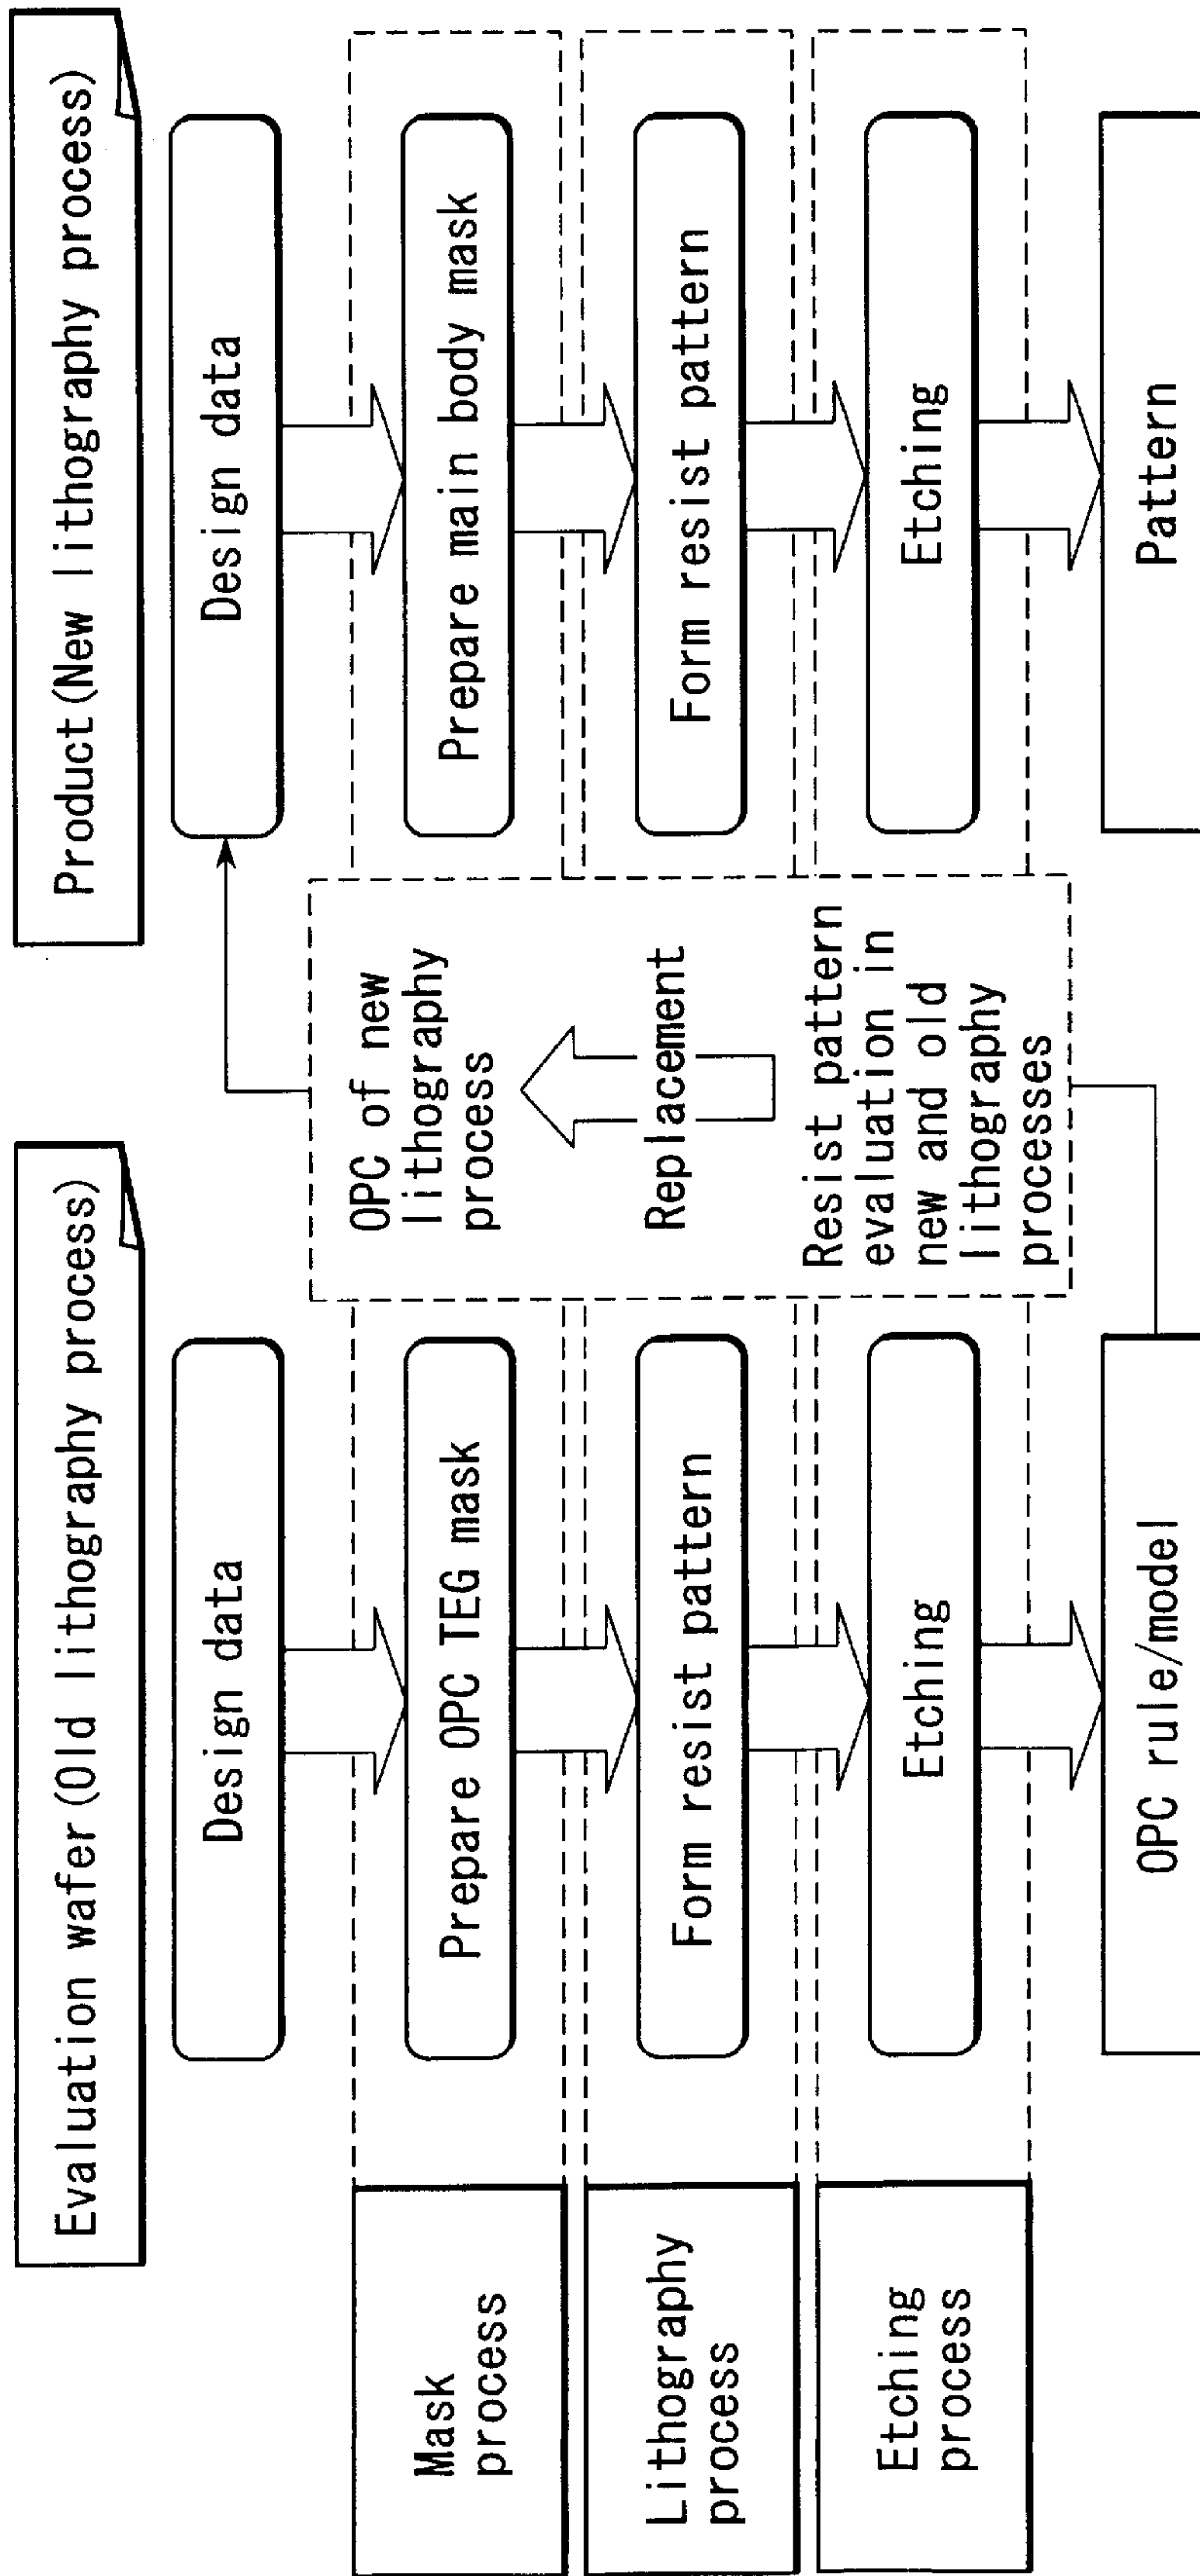 Evaluation wafer(Old lithography process)
Product(New lithography process)
Design data
Design data
Mask
process
Prepare OPC TEG mask
OPC of new
lithography
process
Prepare main body mask
Lithography
process
Form resist pattern
Replacement
Form resist pattern
Etching
process
Etching
Resist pattern
evaluation in
new and old
lithography
processes
Etching
OPC rule/model
Pattern